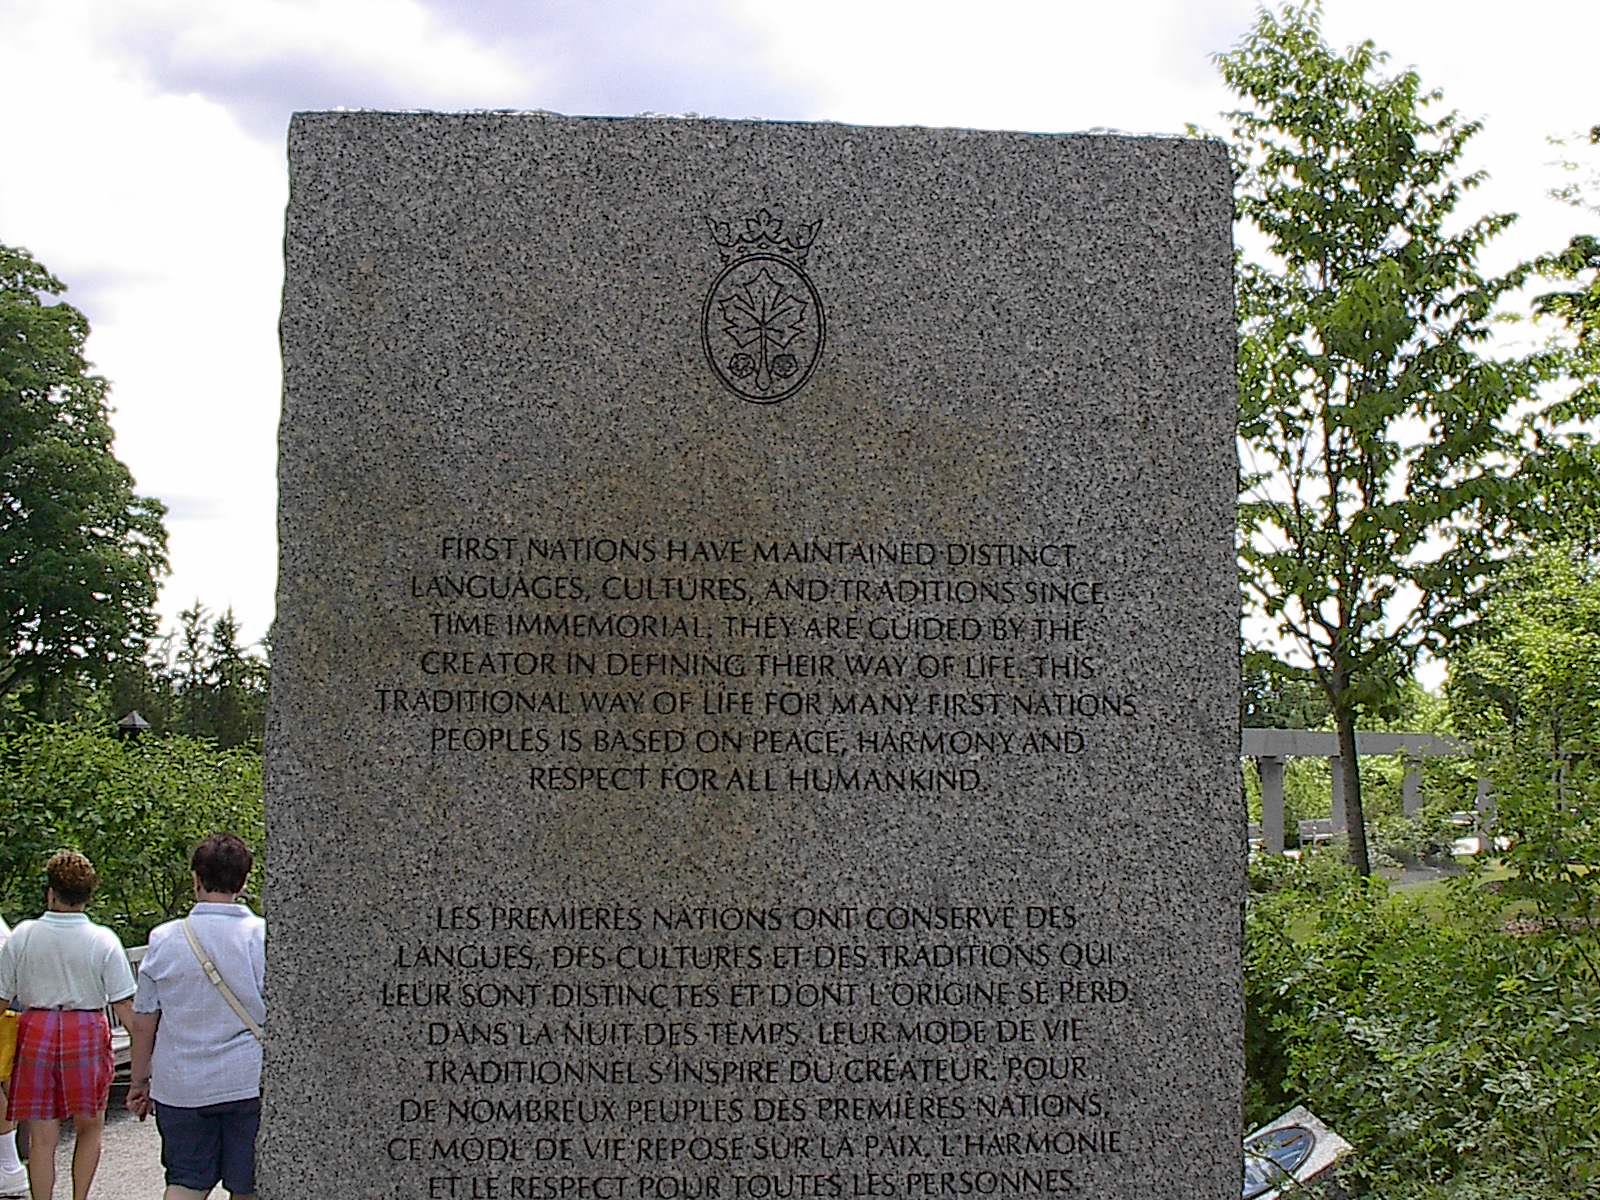 FIRST NATIONS HAVE MAINTAINED DISTINCT
LANGUAGES, CULTURES, AND TRADITIONS SINCE
TIME IMMEMORIAL. THEY ARE GUIDED BY THE
CREATOR IN DEFINING THEIR WAY OF LIFE. THIS
TRADITIONAL WAY OF LIFE FOR MANY FIRST NATIONS
PEOPLES IS BASED ON PEACE, HARMONY AND
RESPECT FOR ALL HUMANKIND.
LES PREMIÈRES NATIONS ONT CONSERVÉ DES
LANGUES, DES CULTURES ET DES TRADITIONS QUI
LEUR SONT DISTINCTES ET DONT L'ORIGINE SE PERD
DANS LA NUIT DES TEMPS. LEUR MODE DE VIE
TRADITIONNEL S'INSPIRE DU CRÉATEUR. POUR
DE NOMBREUX PEUPLES DES PREMIÈRES NATIONS,
CE MODE DE VIE REPOSE SUR LA PAIX, L'HARMONIE
ET LE RESPECT POUR TOUTES LES PERSONNES.